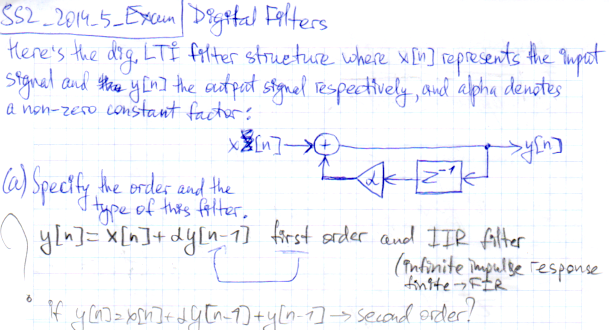 SS2_2014_5_Exam Digital Filters
Here's the dig. LTI filter structure where x[n] represents the input
signal and y[n] the output signal respectively, and alpha denotes
a non-zero constant factor:
x[n] + y[n]
α z⁻¹
(a) Specify the order and the
type of this filter.
y[n] = x[n] + αy[n-1] first order and IIR filter
(infinite impulse response
finite → FIR
? if y[n] = x[n] + αy[n-1] + y[n-1] → second order?